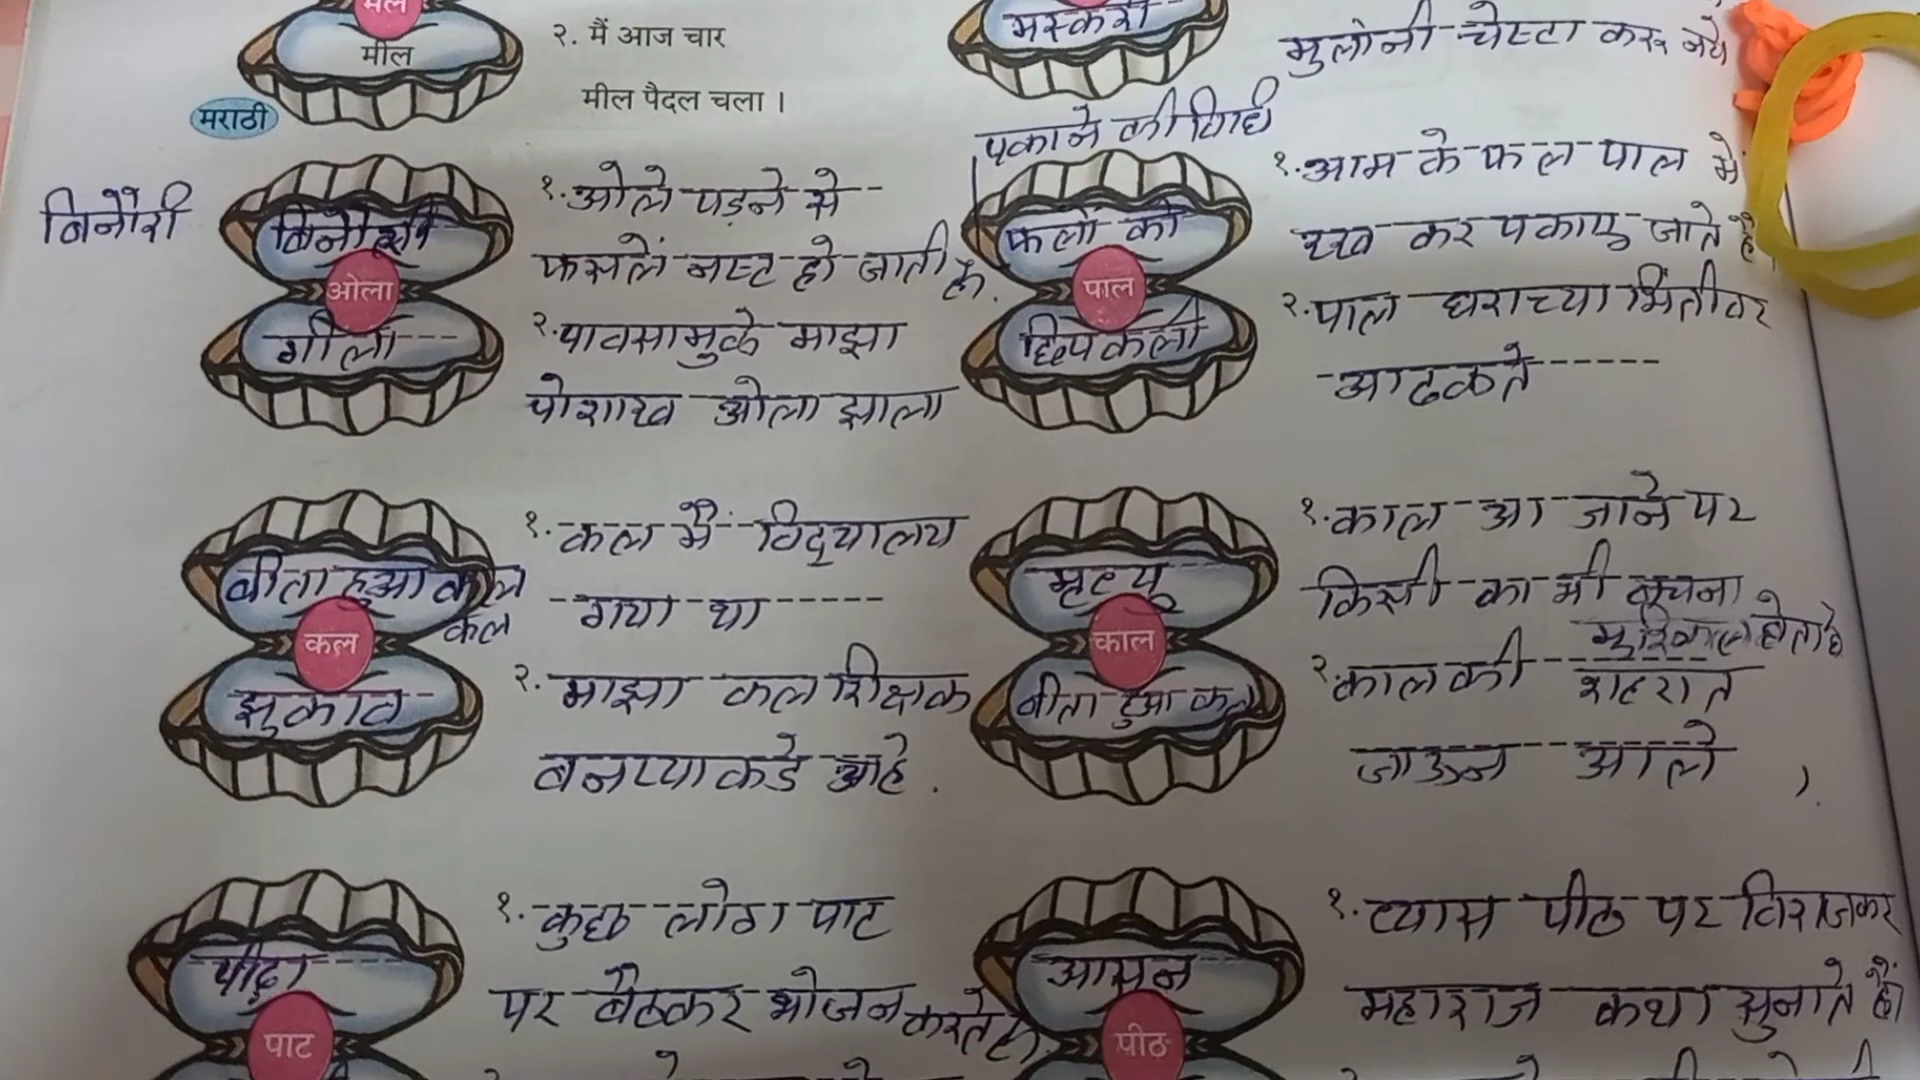 मील
२. मैं आज चार
मील पैदल चला ।
मराठी
मस्करी
मुलांनी चेष्टा करू नये
बिनौरी
बिनौरी
ओला
गीला
१. ओले पड़ने से
फसलें नष्ट हो जाती है.
२. पावसामुळे माझा
पोशाख ओला झाला
पकाने की विधि
फलों को
पाल
छिपकली
१. आम के फल पाल में
रख कर पकाए जाते है।
२. पाल घराच्या भिंतीवर
आढळते
बीता हुआ कल
कल
कल
झुकाव
१. कल मैं विद्यालय
गया था
२. माझा कल शिक्षक
बनण्याकडे आहे.
मृत्यू
काल
बीता हुआ कल
१. काल आ जाने पर
किसी का भी बचना
मुश्किल होता है
२. काल की शहरात
जाऊन आले
पीढ़ा
पाट
१. कुछ लोग पाट
पर बैठकर भोजन करते है.
आसन
पीठ
१. व्यास पीठ पर विराजकर
महाराज कथा सुनाते हैं।